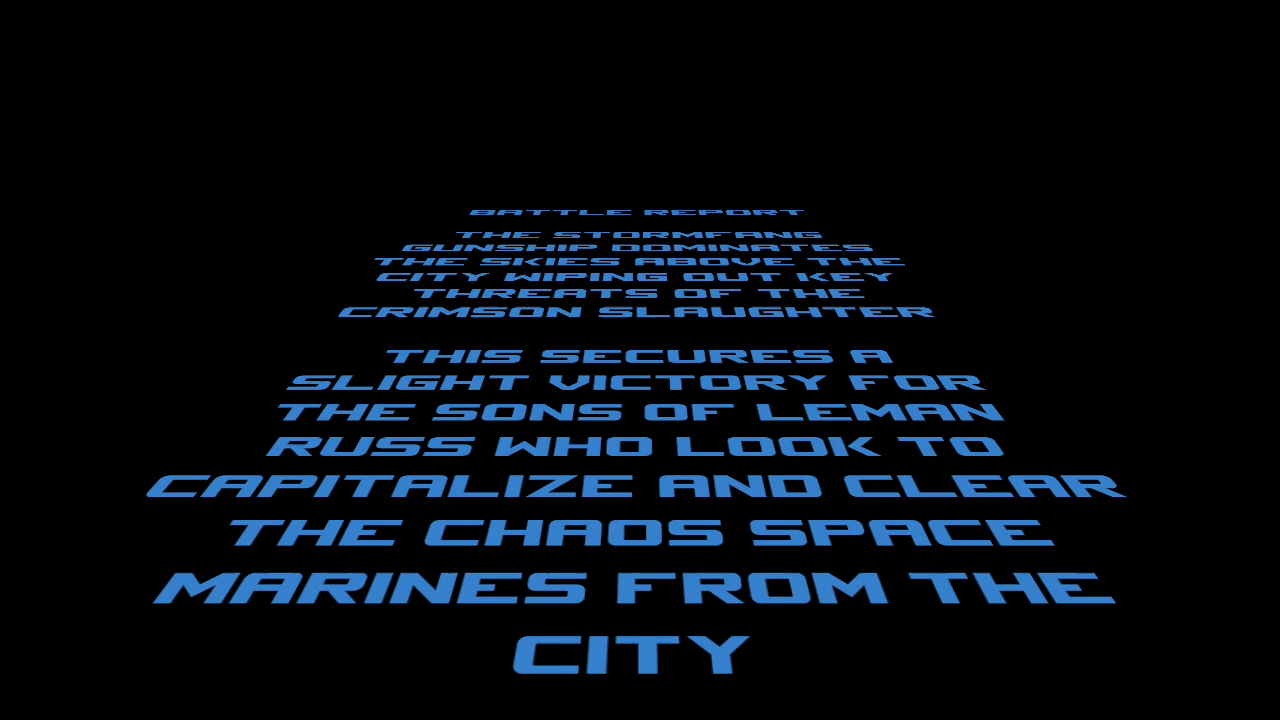 BATTLE REPORT
THE STORMFANG
GUNSHIP DOMINATES
THE SKIES ABOVE THE
CITY WIPING OUT KEY
THREATS OF THE
CRIMSON SLAUGHTER
THIS SECURES A
SLIGHT VICTORY FOR
THE SONS OF LEMAN
RUSS WHO LOOK TO
CAPITALIZE AND CLEAR
THE CHAOS SPACE
MARINES FROM THE
CITY